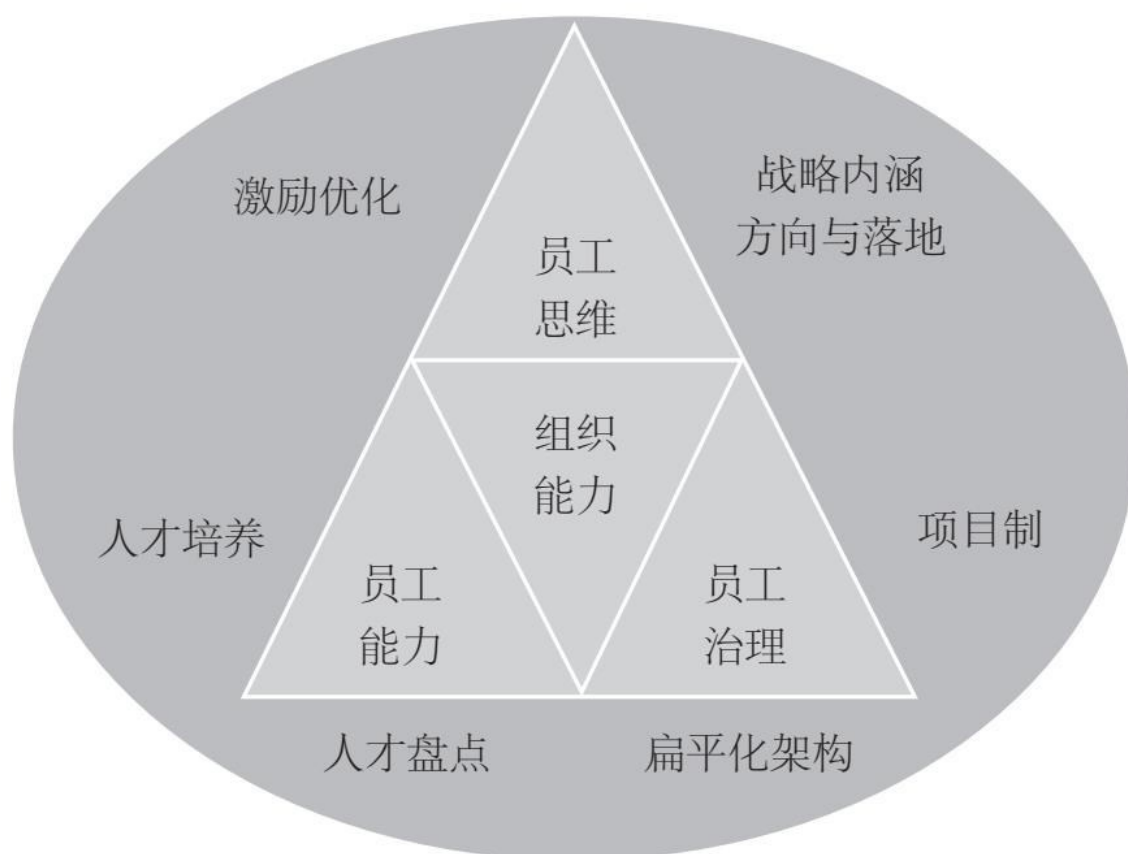 激励优化
战略内涵
方向与落地
员工
思维
组织
能力
人才培养
项目制
员工
能力
员工
治理
人才盘点
扁平化架构